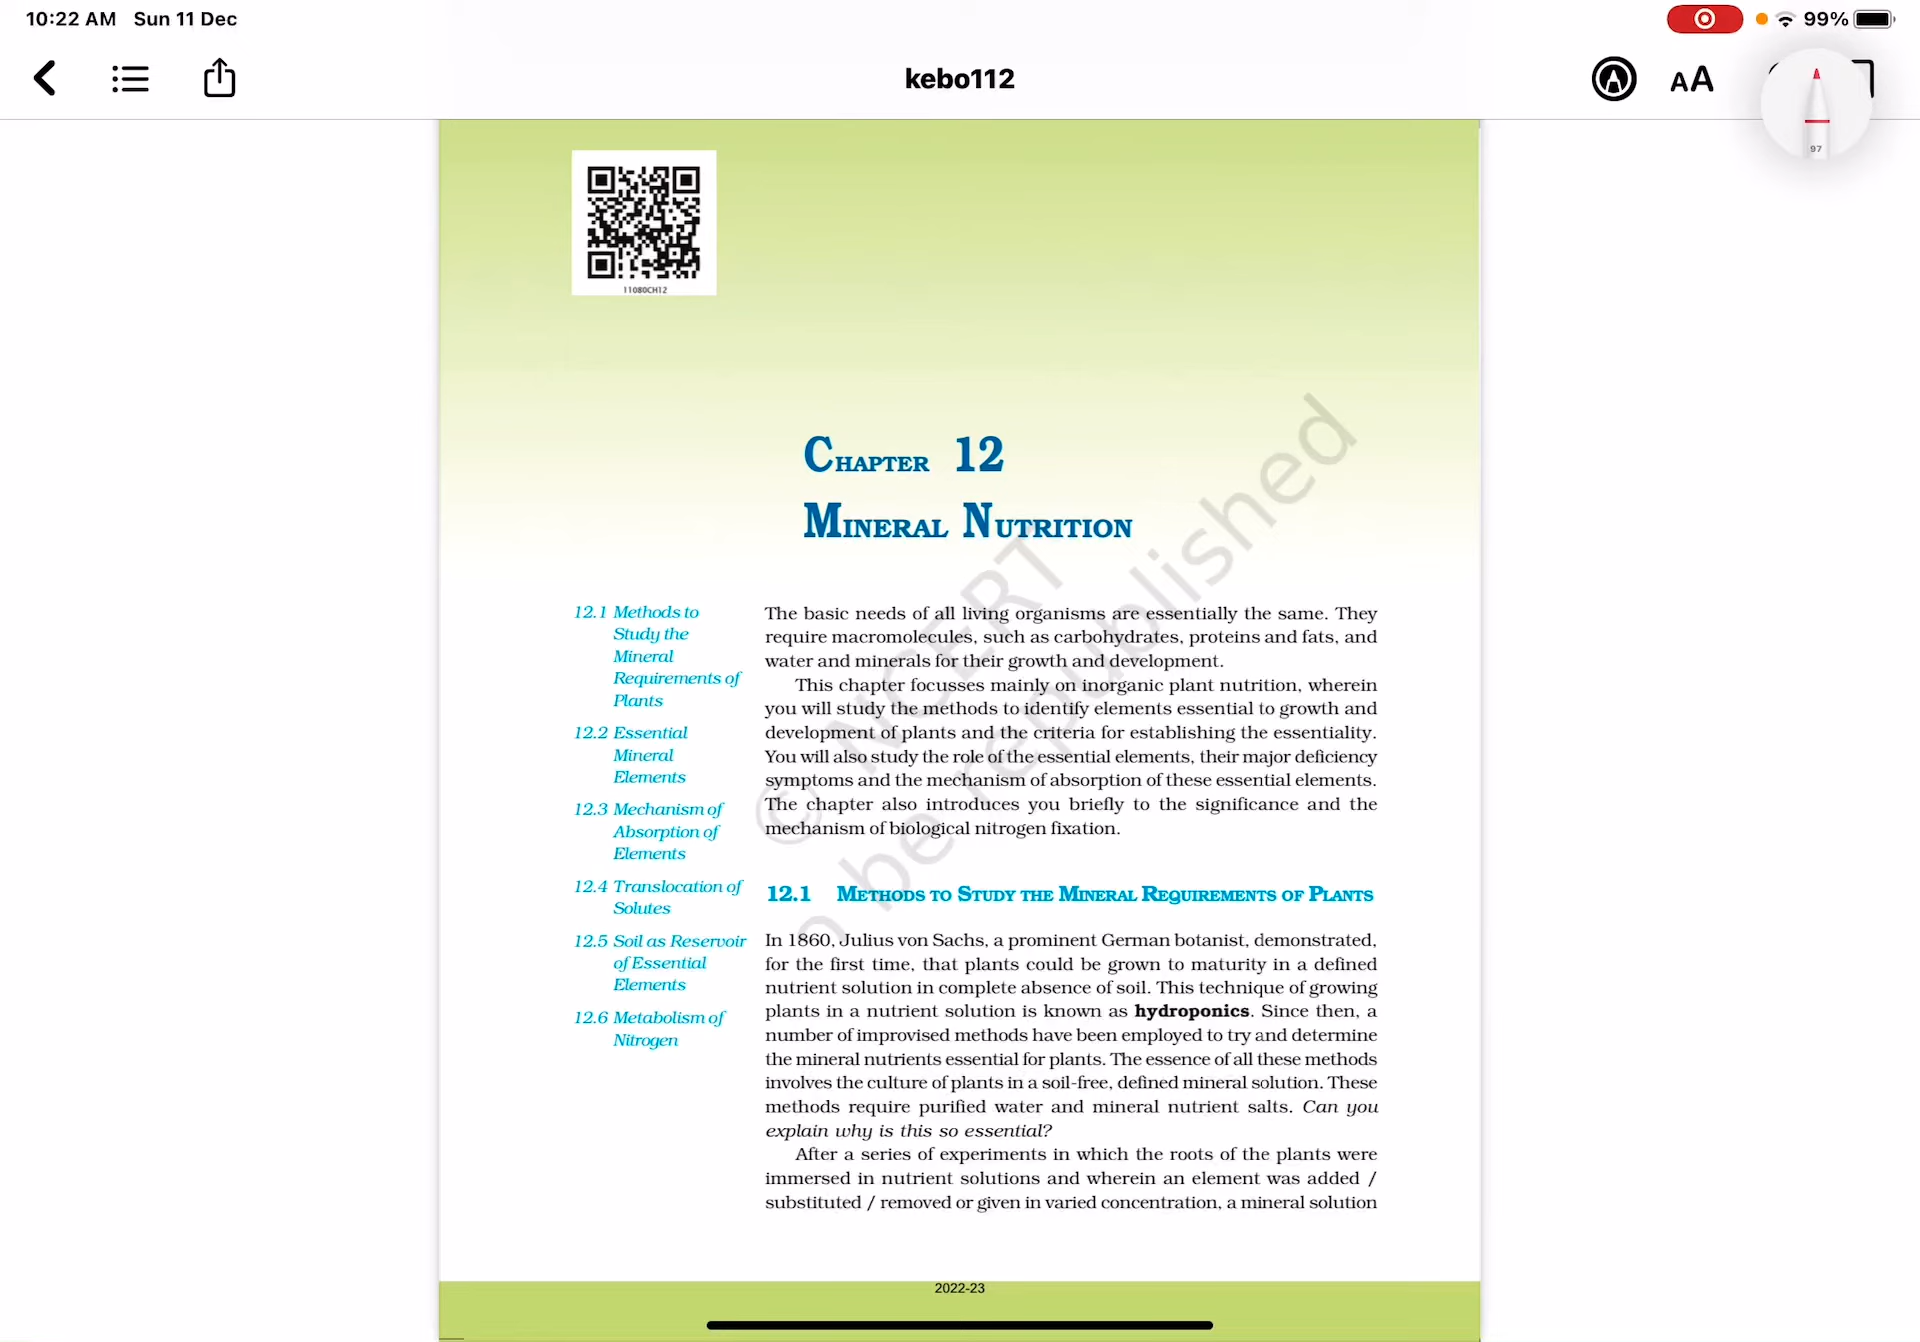 10:22 AM Sun 11 Dec
99%
kebo112
AA
97
11080CH12
CHAPTER 12
MINERAL NUTRITION
12.1 Methods to
Study the
Mineral
Requirements of
Plants
12.2 Essential
Mineral
Elements
12.3 Mechanism of
Absorption of
Elements
12.4 Translocation of
Solutes
12.5 Soil as Reservoir
of Essential
Elements
12.6 Metabolism of
Nitrogen
The basic needs of all living organisms are essentially the same. They
require macromolecules, such as carbohydrates, proteins and fats, and
water and minerals for their growth and development.
This chapter focusses mainly on inorganic plant nutrition, wherein
you will study the methods to identify elements essential to growth and
development of plants and the criteria for establishing the essentiality.
You will also study the role of the essential elements, their major deficiency
symptoms and the mechanism of absorption of these essential elements.
The chapter also introduces you briefly to the significance and the
mechanism of biological nitrogen fixation.
12.1 METHODS TO STUDY THE MINERAL REQUIREMENTS OF PLANTS
In 1860, Julius von Sachs, a prominent German botanist, demonstrated,
for the first time, that plants could be grown to maturity in a defined
nutrient solution in complete absence of soil. This technique of growing
plants in a nutrient solution is known as hydroponics. Since then, a
number of improvised methods have been employed to try and determine
the mineral nutrients essential for plants. The essence of all these methods
involves the culture of plants in a soil-free, defined mineral solution. These
methods require purified water and mineral nutrient salts. Can you
explain why is this so essential?
After a series of experiments in which the roots of the plants were
immersed in nutrient solutions and wherein an element was added /
substituted / removed or given in varied concentration, a mineral solution
© NCERT
be republished
2022-23